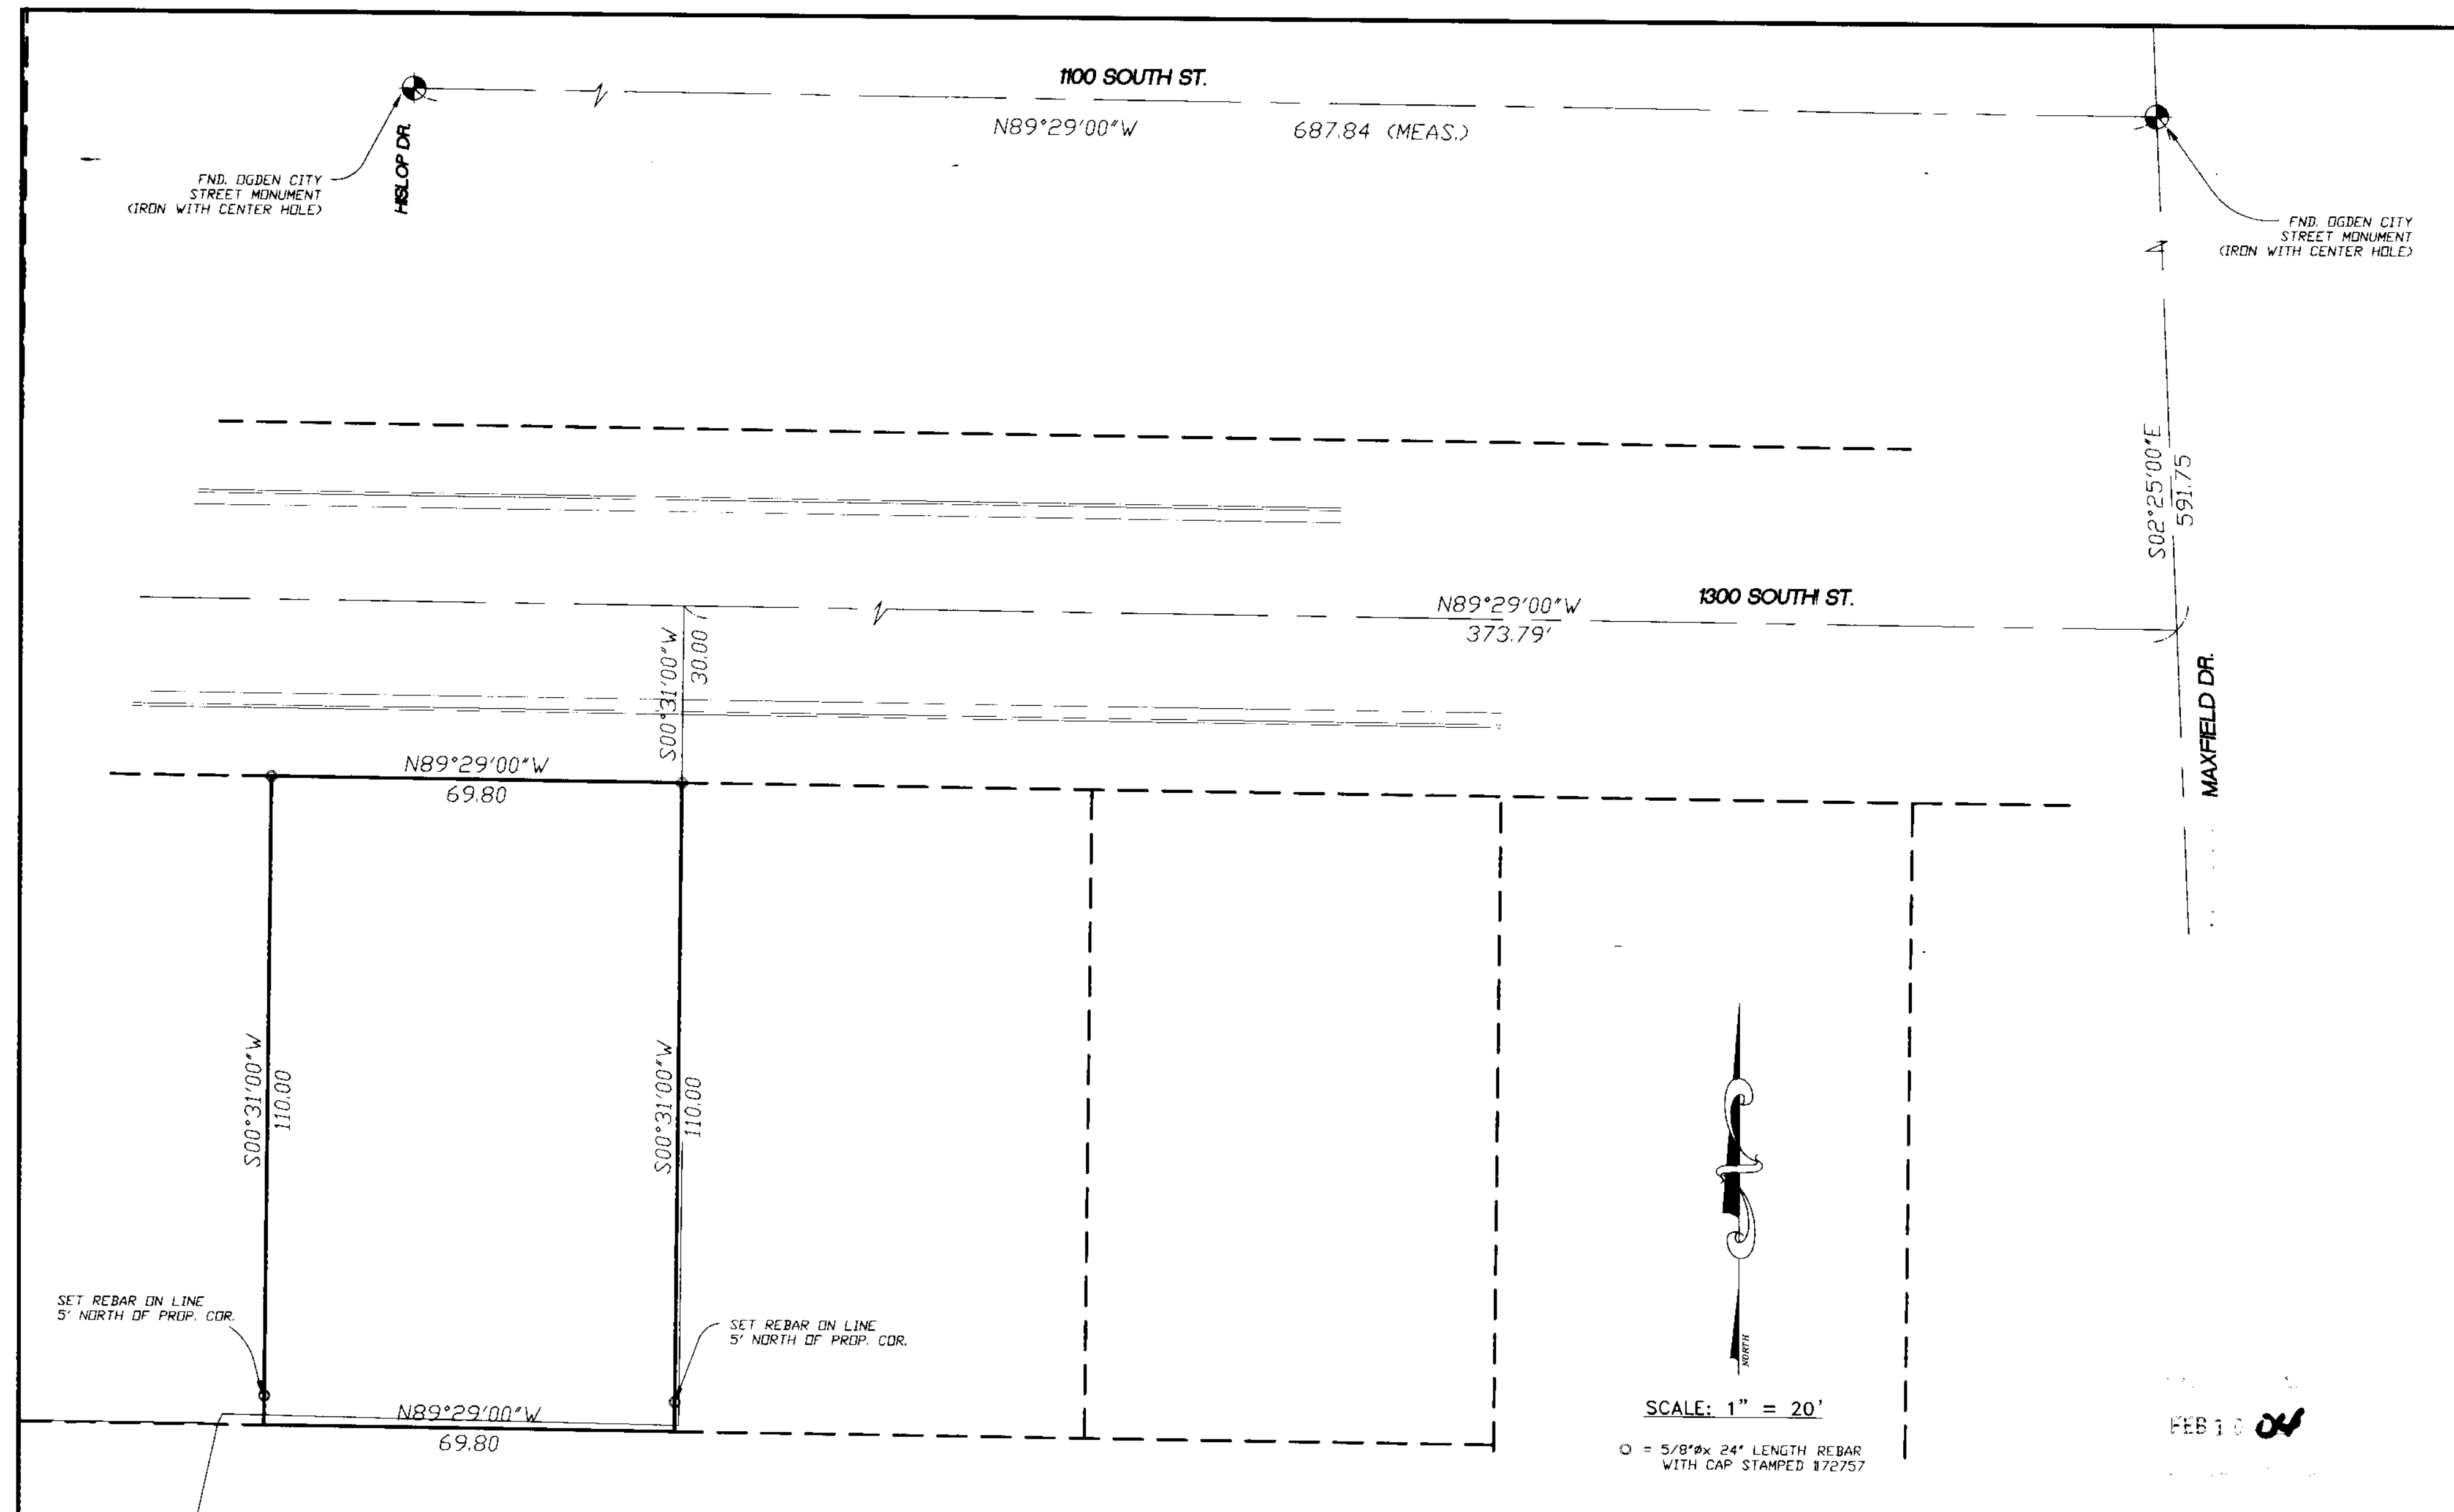 1100 SOUTH ST.
N89°29'00"W 687.84 (MEAS.)
HISLOP DR.
FND. OGDEN CITY
STREET MONUMENT
(IRON WITH CENTER HOLE)
FND. OGDEN CITY
STREET MONUMENT
(IRON WITH CENTER HOLE)
S02°25'00"E
591.75
1300 SOUTH ST.
N89°29'00"W
373.79'
S00°31'00"W
30.00
MAXFIELD DR.
N89°29'00"W
69.80
S00°31'00"W
110.00
S00°31'00"W
110.00
SET REBAR ON LINE
5' NORTH OF PROP. COR.
SET REBAR ON LINE
5' NORTH OF PROP. COR.
N89°29'00"W
69.80
NORTH
SCALE: 1" = 20'
= 5/8"øx 24" LENGTH REBAR
WITH CAP STAMPED #172757
FEB 10 04